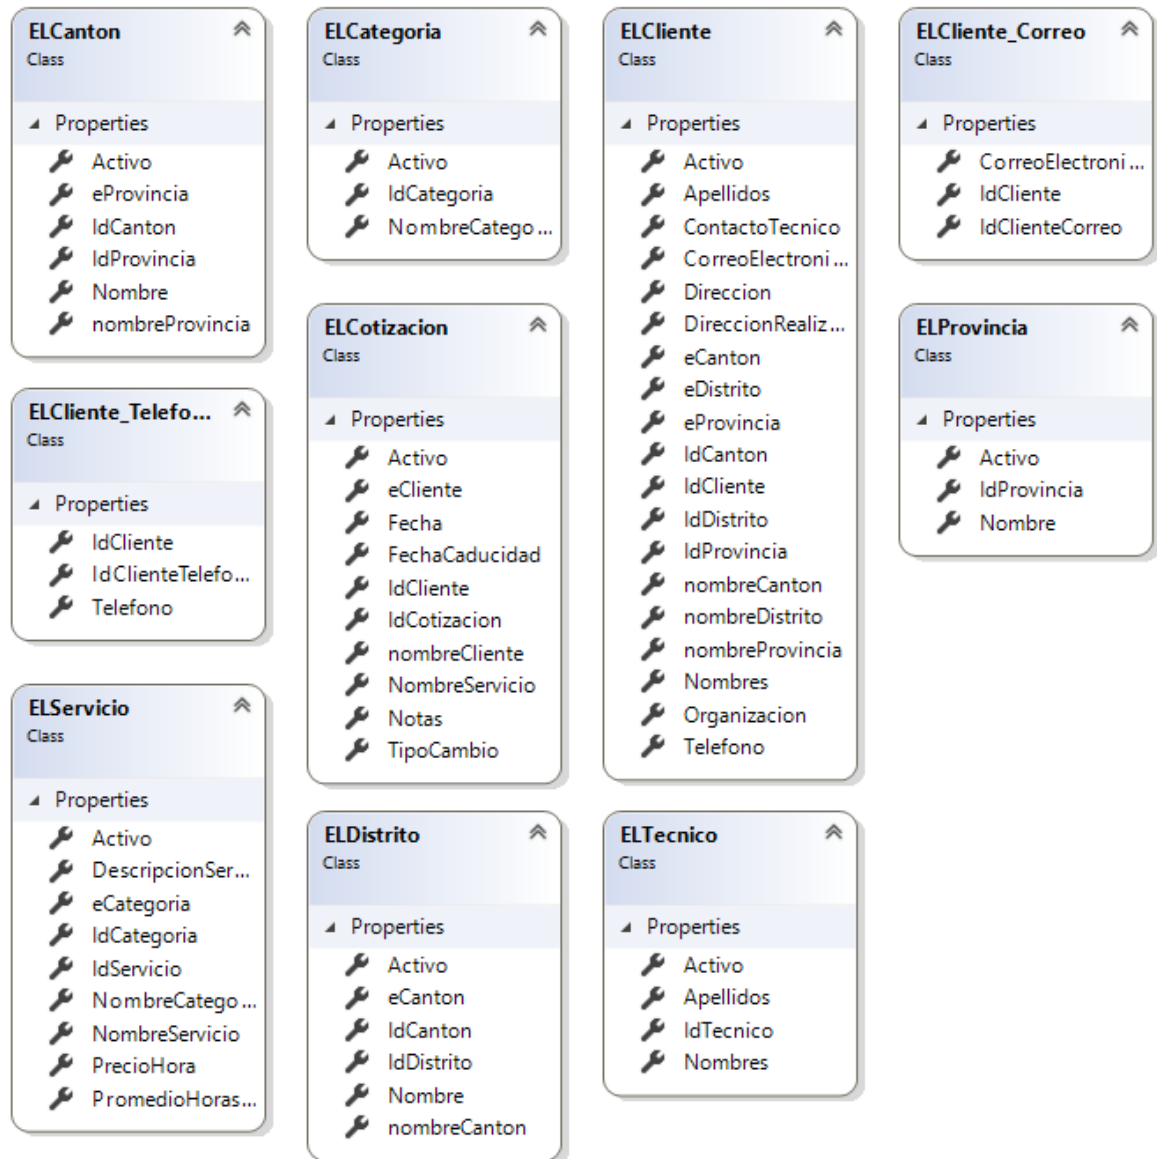 ELCanton
Class
Properties
Activo
eProvincia
IdCanton
IdProvincia
Nombre
nombreProvincia
ELCategoria
Class
Properties
Activo
IdCategoria
NombreCatego...
ELCliente
Class
Properties
Activo
Apellidos
ContactoTecnico
CorreoElectroni...
Direccion
DireccionRealiz...
eCanton
eDistrito
eProvincia
IdCanton
IdCliente
IdDistrito
IdProvincia
nombreCanton
nombreDistrito
nombreProvincia
Nombres
Organizacion
Telefono
ELCliente_Correo
Class
Properties
CorreoElectroni...
IdCliente
IdClienteCorreo
ELCliente_Telefo...
Class
Properties
IdCliente
IdClienteTelefo...
Telefono
ELCotizacion
Class
Properties
Activo
eCliente
Fecha
FechaCaducidad
IdCliente
IdCotizacion
nombreCliente
NombreServicio
Notas
TipoCambio
ELProvincia
Class
Properties
Activo
IdProvincia
Nombre
ELServicio
Class
Properties
Activo
DescripcionSer...
eCategoria
IdCategoria
IdServicio
NombreCatego...
NombreServicio
PrecioHora
PromedioHoras...
ELDistrito
Class
Properties
Activo
eCanton
IdCanton
IdDistrito
Nombre
nombreCanton
ELTecnico
Class
Properties
Activo
Apellidos
IdTecnico
Nombres